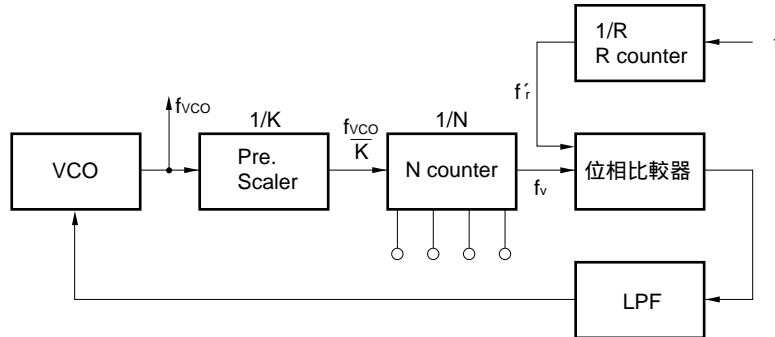 1/R
R counter
f′r
fVCO
1/K
fVCO
K
1/N
VCO
Pre.
Scaler
N counter
fv
位相比較器
LPF